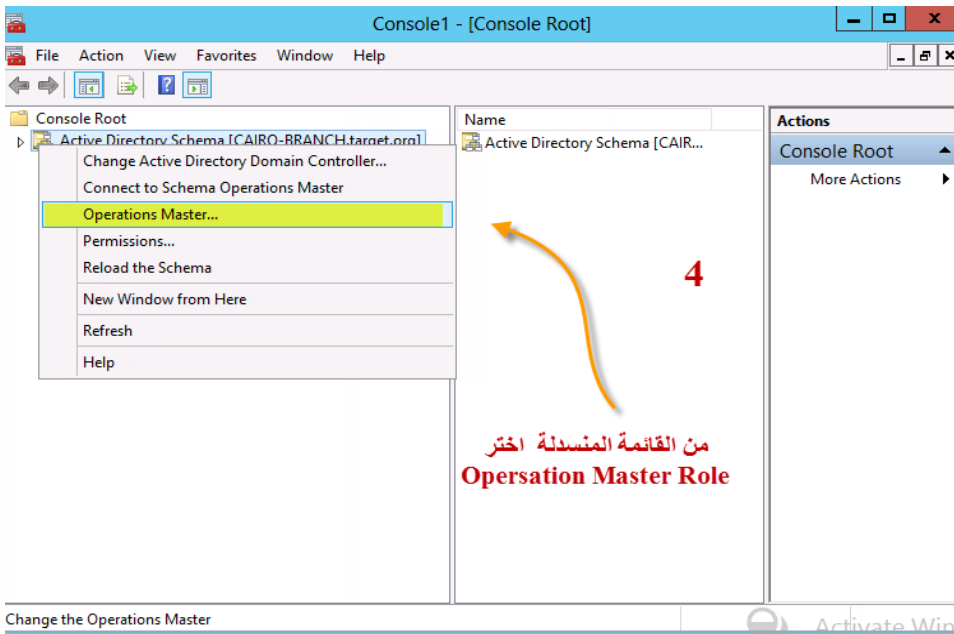 Console1 - [Console Root]
File Action View Favorites Window Help
Console Root
Active Directory Schema [CAIRO-BRANCH.target.org]
Change Active Directory Domain Controller...
Connect to Schema Operations Master
Operations Master...
Permissions...
Reload the Schema
New Window from Here
Refresh
Help
Name
Active Directory Schema [CAIR...
4
من القائمة المنسدلة اختر
Opersation Master Role
Actions
Console Root
More Actions
Change the Operations Master
Activate Win